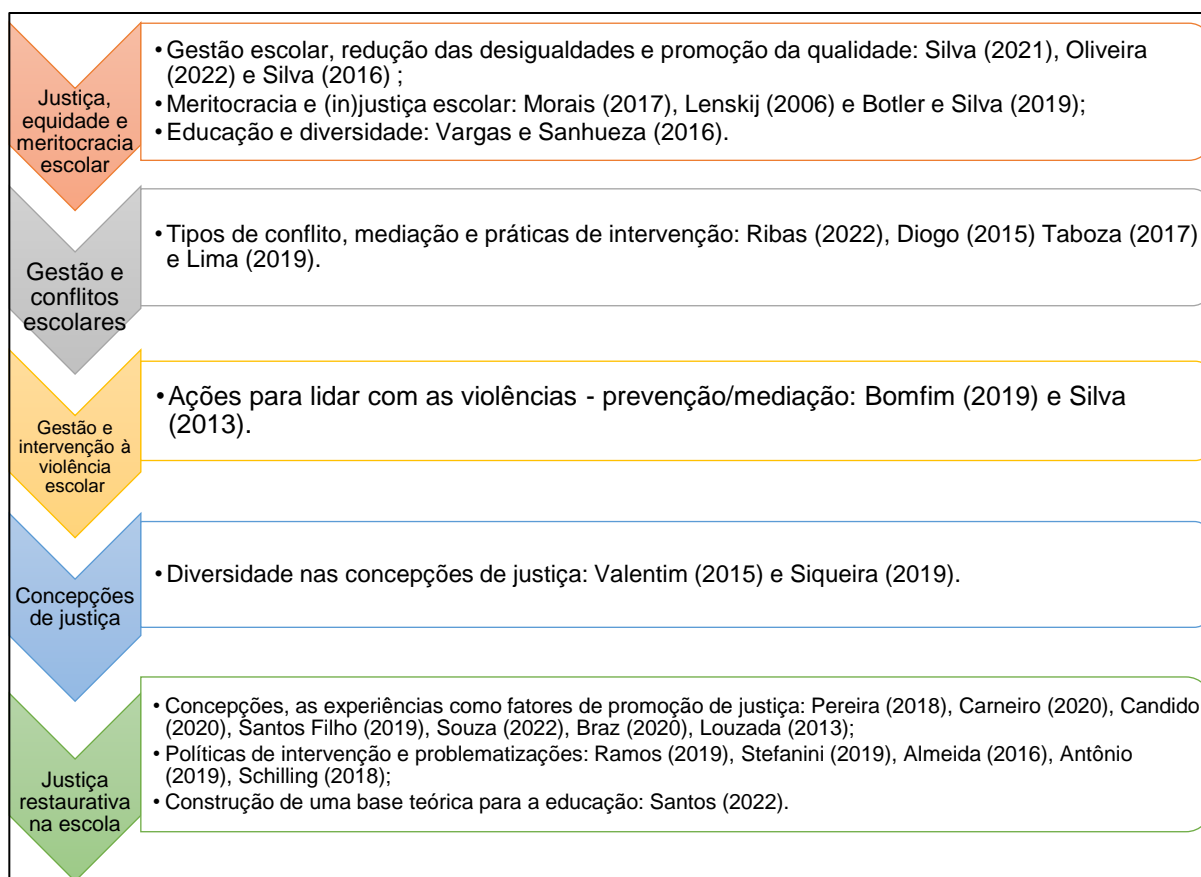 Justiça,
equidade e
meritocracia
escolar
•Gestão escolar, redução das desigualdades e promoção da qualidade: Silva (2021), Oliveira
(2022) e Silva (2016) ;
•Meritocracia e (in)justiça escolar: Morais (2017), Lenskij (2006) e Botler e Silva (2019);
•Educação e diversidade: Vargas e Sanhueza (2016).
Gestão e
conflitos
escolares
•Tipos de conflito, mediação e práticas de intervenção: Ribas (2022), Diogo (2015) Taboza (2017)
e Lima (2019).
Gestão e
intervenção à
violência
escolar
•Ações para lidar com as violências - prevenção/mediação: Bomfim (2019) e Silva
(2013).
Concepções
de justiça
•Diversidade nas concepções de justiça: Valentim (2015) e Siqueira (2019).
Justiça
restaurativa
na escola
•Concepções, as experiências como fatores de promoção de justiça: Pereira (2018), Carneiro (2020), Candido
(2020), Santos Filho (2019), Souza (2022), Braz (2020), Louzada (2013);
•Políticas de intervenção e problematizações: Ramos (2019), Stefanini (2019), Almeida (2016), Antônio
(2019), Schilling (2018);
•Construção de uma base teórica para a educação: Santos (2022).